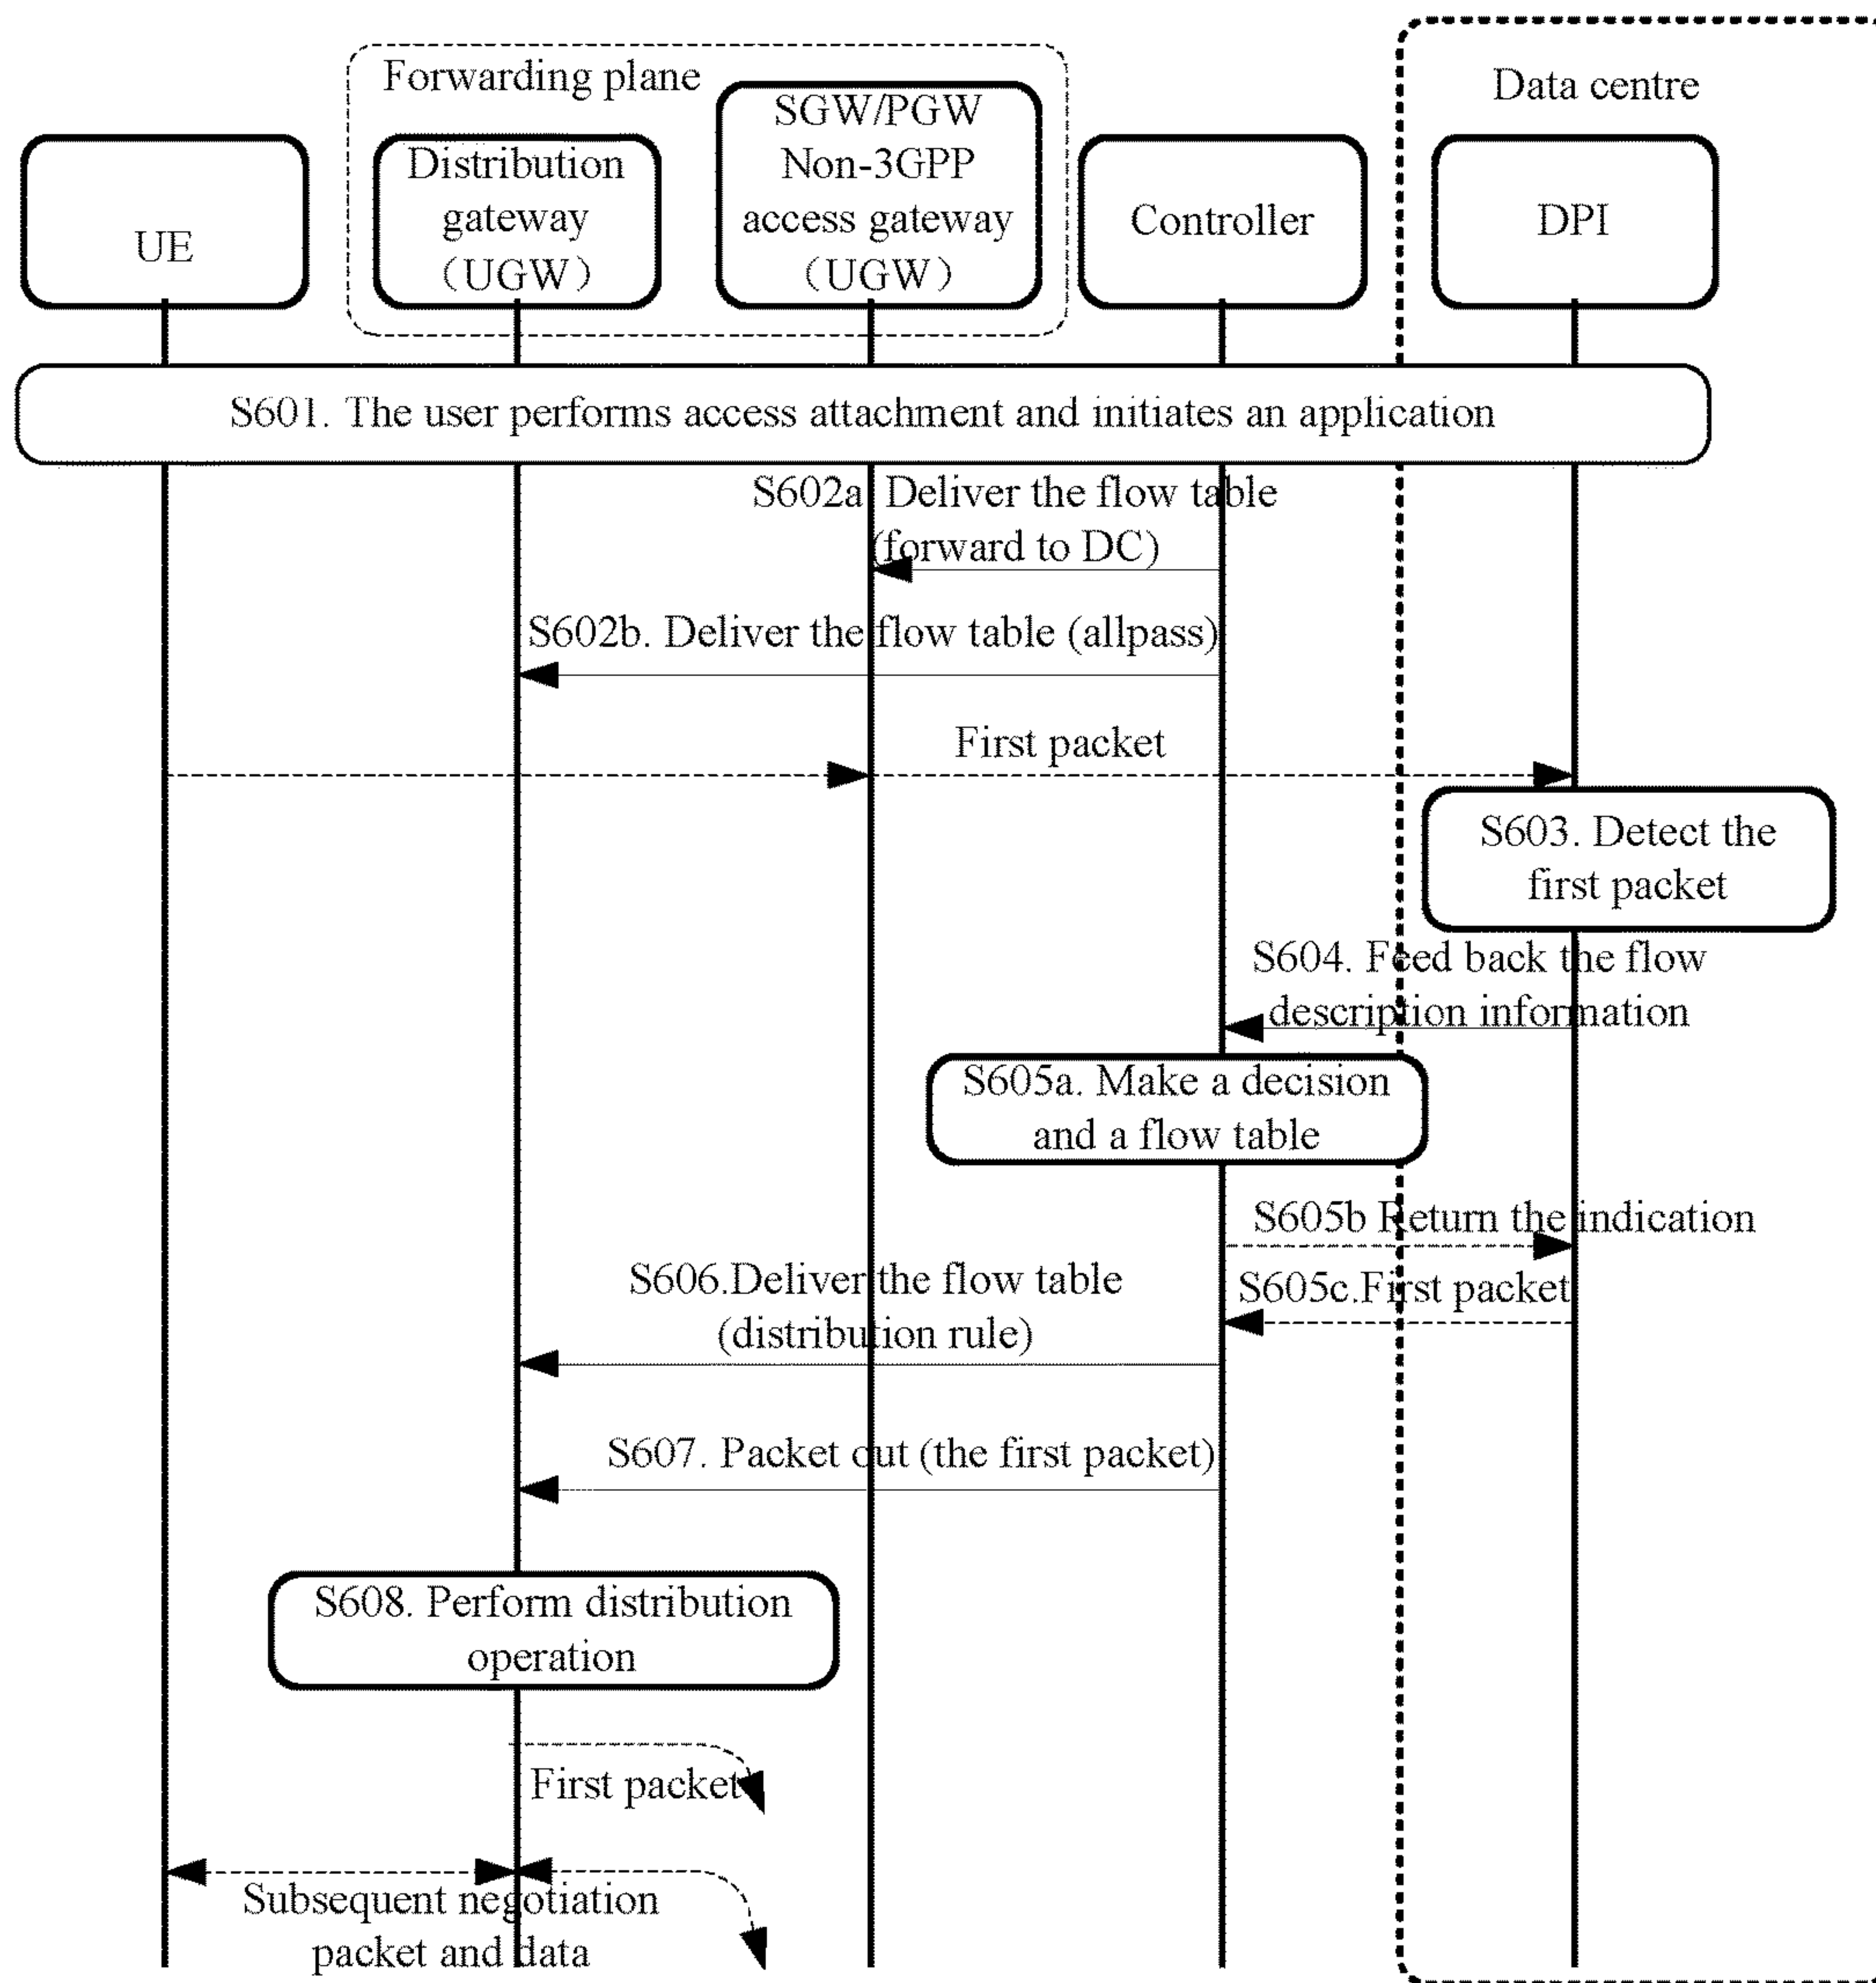 Forwarding plane
Data centre
UE
Distribution
gateway
（UGW）
SGW/PGW
Non-3GPP
access gateway
（UGW）
Controller
DPI
S601. The user performs access attachment and initiates an application
S602a. Deliver the flow table
(forward to DC)
S602b. Deliver the flow table (allpass)
First packet
S603. Detect the
first packet
S604. Feed back the flow
description information
S605a. Make a decision
and a flow table
S605b Return the indication
S605c.First packet
S606.Deliver the flow table
(distribution rule)
S607. Packet out (the first packet)
S608. Perform distribution
operation
First packet
Subsequent negotiation
packet and data